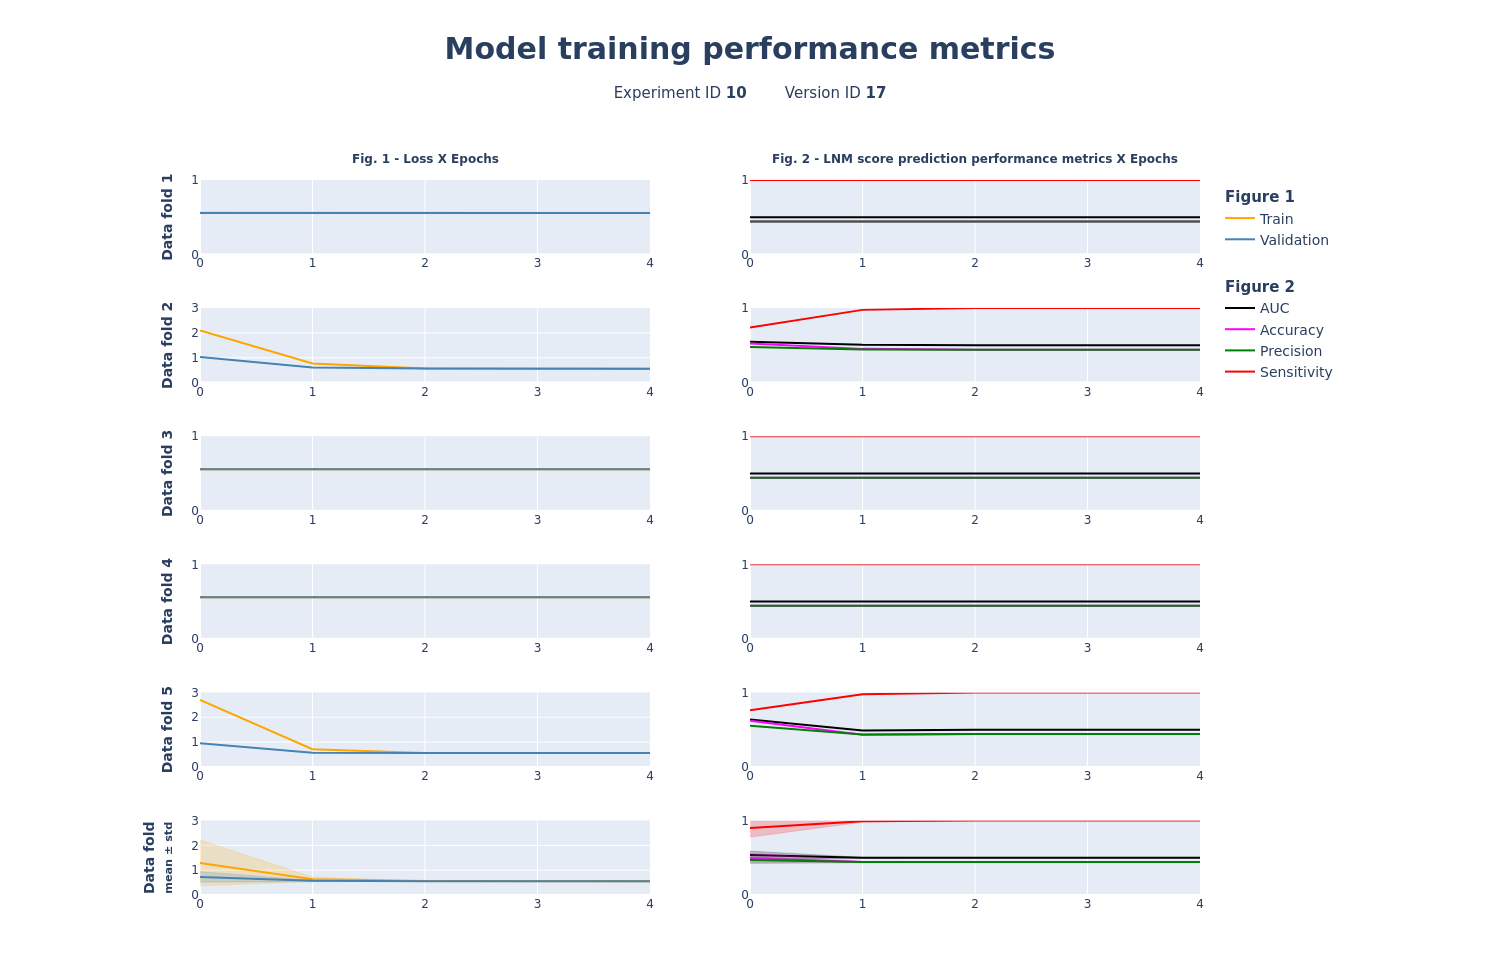 Model training performance metrics
Experiment ID 10 Version ID 17
Fig. 1 - Loss X Epochs
Fig. 2 - LNM score prediction performance metrics X Epochs
Data fold 1
1
0
0 1 2 3 4
1
0
0 1 2 3 4
Figure 1
Train
Validation
Figure 2
AUC
Accuracy
Precision
Sensitivity
Data fold 2
3
2
1
0
0 1 2 3 4
1
0
0 1 2 3 4
Data fold 3
1
0
0 1 2 3 4
1
0
0 1 2 3 4
Data fold 4
1
0
0 1 2 3 4
1
0
0 1 2 3 4
Data fold 5
3
2
1
0
0 1 2 3 4
1
0
0 1 2 3 4
Data fold
mean ± std
3
2
1
0
0 1 2 3 4
1
0
0 1 2 3 4